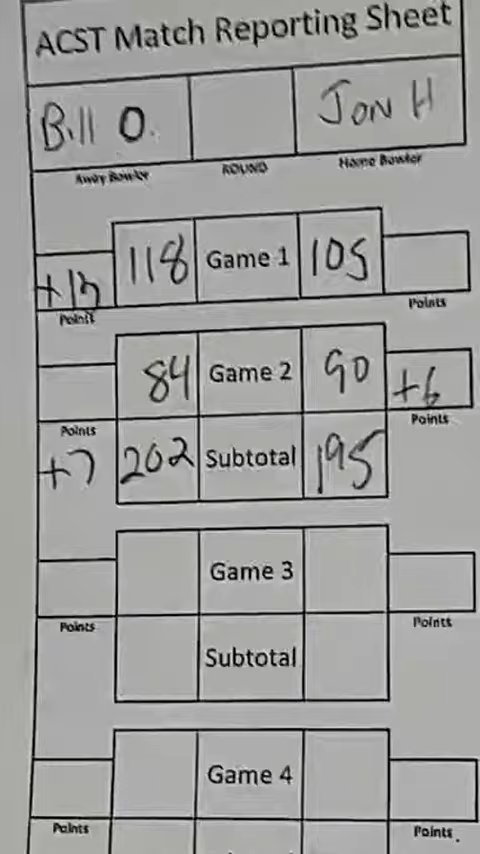 ACST Match Reporting Sheet
Bill O. Jon H
Away Bowler ROUND Home Bowler
+13 118 Game 1 105
Points Points
84 Game 2 90 +6
Points Points
+7 202 Subtotal 195
Game 3
Points Points
Subtotal
Game 4
Points Points